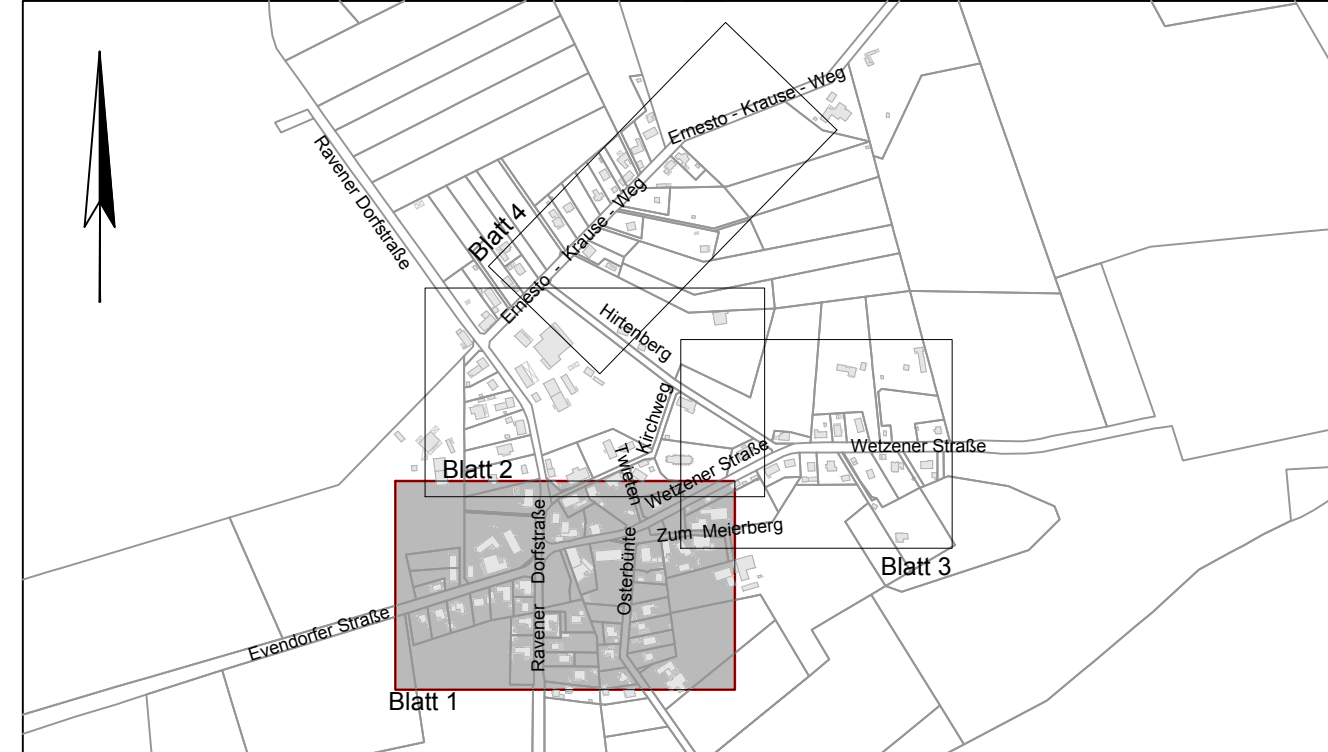 Ernesto - Krause - Weg
Ravener Dorfstraße
Blatt 4
Ernesto - Krause - Weg
Hirtenberg
Kirchweg
Twieten
Wetzener Straße
Wetzener Straße
Blatt 2
Zum Meierberg
Blatt 3
Ravener Dorfstraße
Osterbünte
Evendorfer Straße
Blatt 1